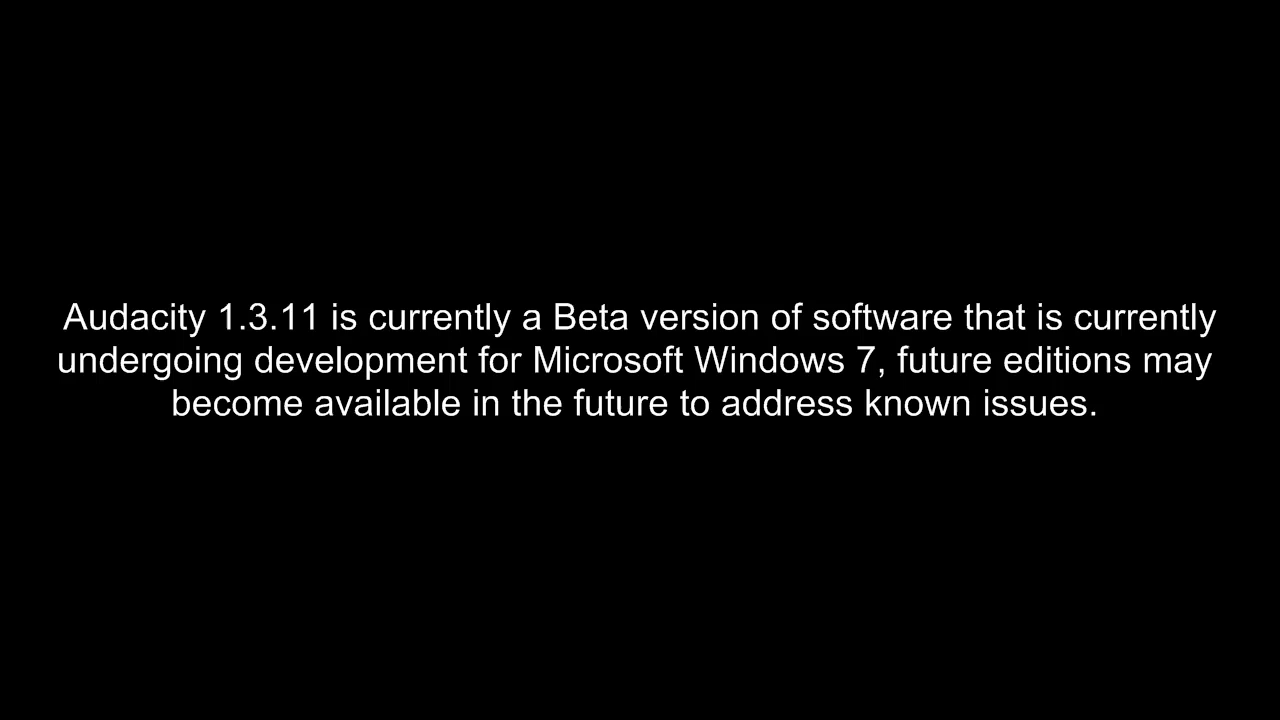 Audacity 1.3.11 is currently a Beta version of software that is currently
undergoing development for Microsoft Windows 7, future editions may
become available in the future to address known issues.